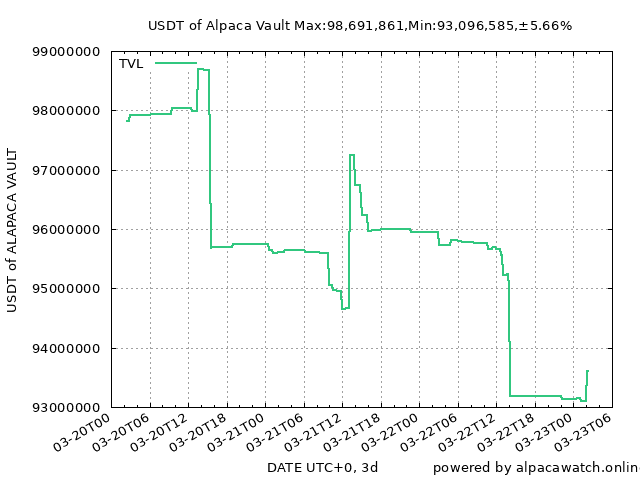 USDT of Alpaca Vault Max:98,691,861,Min:93,096,585,±5.66%
TVL
USDT of ALAPACA VAULT
99000000
98000000
97000000
96000000
95000000
94000000
93000000
03-20T00
03-20T06
03-20T12
03-20T18
03-21T00
03-21T06
03-21T12
03-21T18
03-22T00
03-22T06
03-22T12
03-22T18
03-23T00
03-23T06
DATE UTC+0, 3d
powered by alpacawatch.online